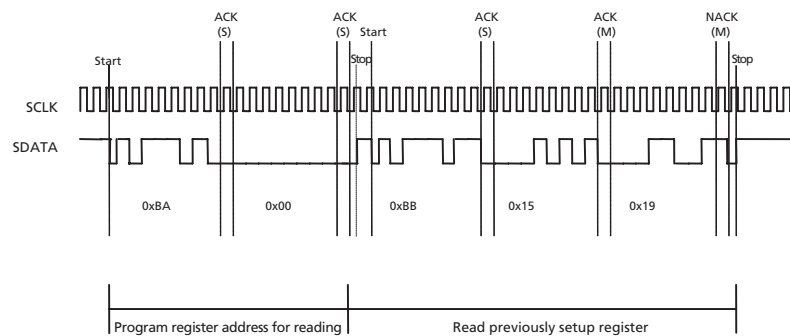 ACK ACK ACK ACK NACK
(S) (S) Start (S) (M) (M)
Start Stop Stop
SCLK
SDATA
0xBA 0x00 0xBB 0x15 0x19
Program register address for reading Read previously setup register